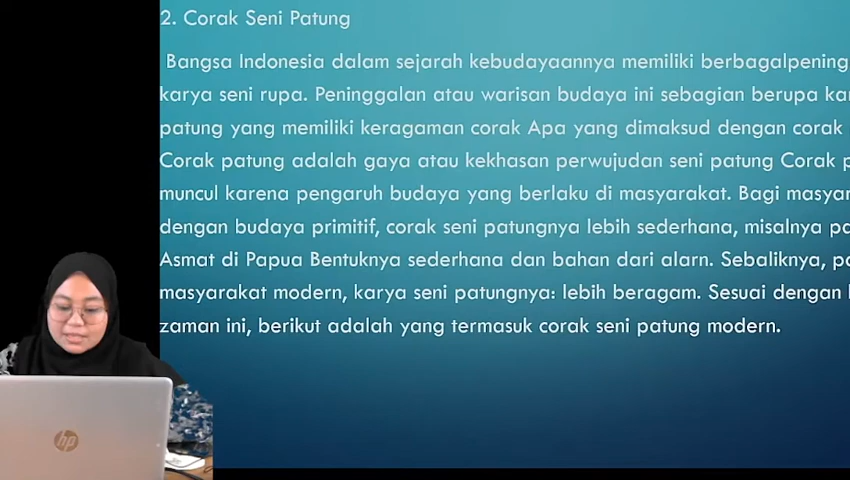 2. Corak Seni Patung
Bangsa Indonesia dalam sejarah kebudayaannya memiliki berbagalpening
karya seni rupa. Peninggalan atau warisan budaya ini sebagian berupa kar
patung yang memiliki keragaman corak Apa yang dimaksud dengan corak
Corak patung adalah gaya atau kekhasan perwujudan seni patung Corak p
muncul karena pengaruh budaya yang berlaku di masyarakat. Bagi masyar
dengan budaya primitif, corak seni patungnya lebih sederhana, misalnya pa
Asmat di Papua Bentuknya sederhana dan bahan dari alarn. Sebaliknya, pa
masyarakat modern, karya seni patungnya: lebih beragam. Sesuai dengan
zaman ini, berikut adalah yang termasuk corak seni patung modern.
hp